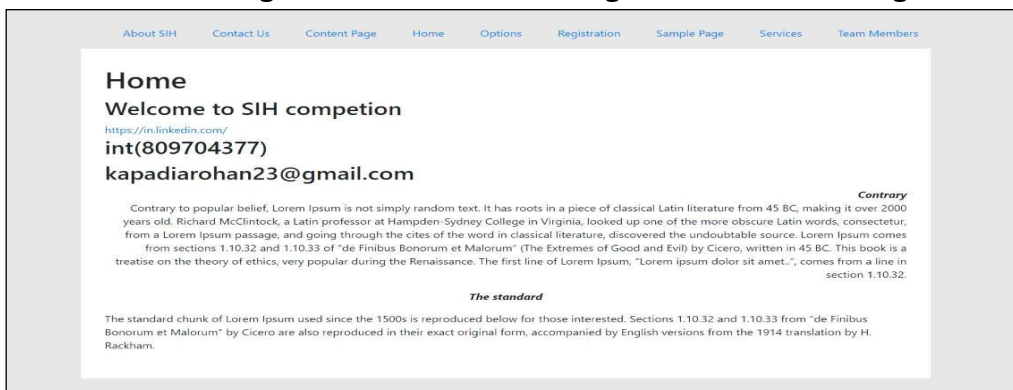 About SIH Contact Us Content Page Home Options Registration Sample Page Services Team Members
Home
Welcome to SIH competion
https://in.linkedin.com/
int(809704377)
kapadiarohan23@gmail.com
Contrary
Contrary to popular belief, Lorem Ipsum is not simply random text. It has roots in a piece of classical Latin literature from 45 BC, making it over 2000
years old. Richard McClintock, a Latin professor at Hampden-Sydney College in Virginia, looked up one of the more obscure Latin words, consectetur,
from a Lorem Ipsum passage, and going through the cites of the word in classical literature, discovered the undoubtable source. Lorem Ipsum comes
from sections 1.10.32 and 1.10.33 of "de Finibus Bonorum et Malorum" (The Extremes of Good and Evil) by Cicero, written in 45 BC. This book is a
treatise on the theory of ethics, very popular during the Renaissance. The first line of Lorem Ipsum, "Lorem ipsum dolor sit amet..", comes from a line in
section 1.10.32.
The standard
The standard chunk of Lorem Ipsum used since the 1500s is reproduced below for those interested. Sections 1.10.32 and 1.10.33 from "de Finibus
Bonorum et Malorum" by Cicero are also reproduced in their exact original form, accompanied by English versions from the 1914 translation by H.
Rackham.